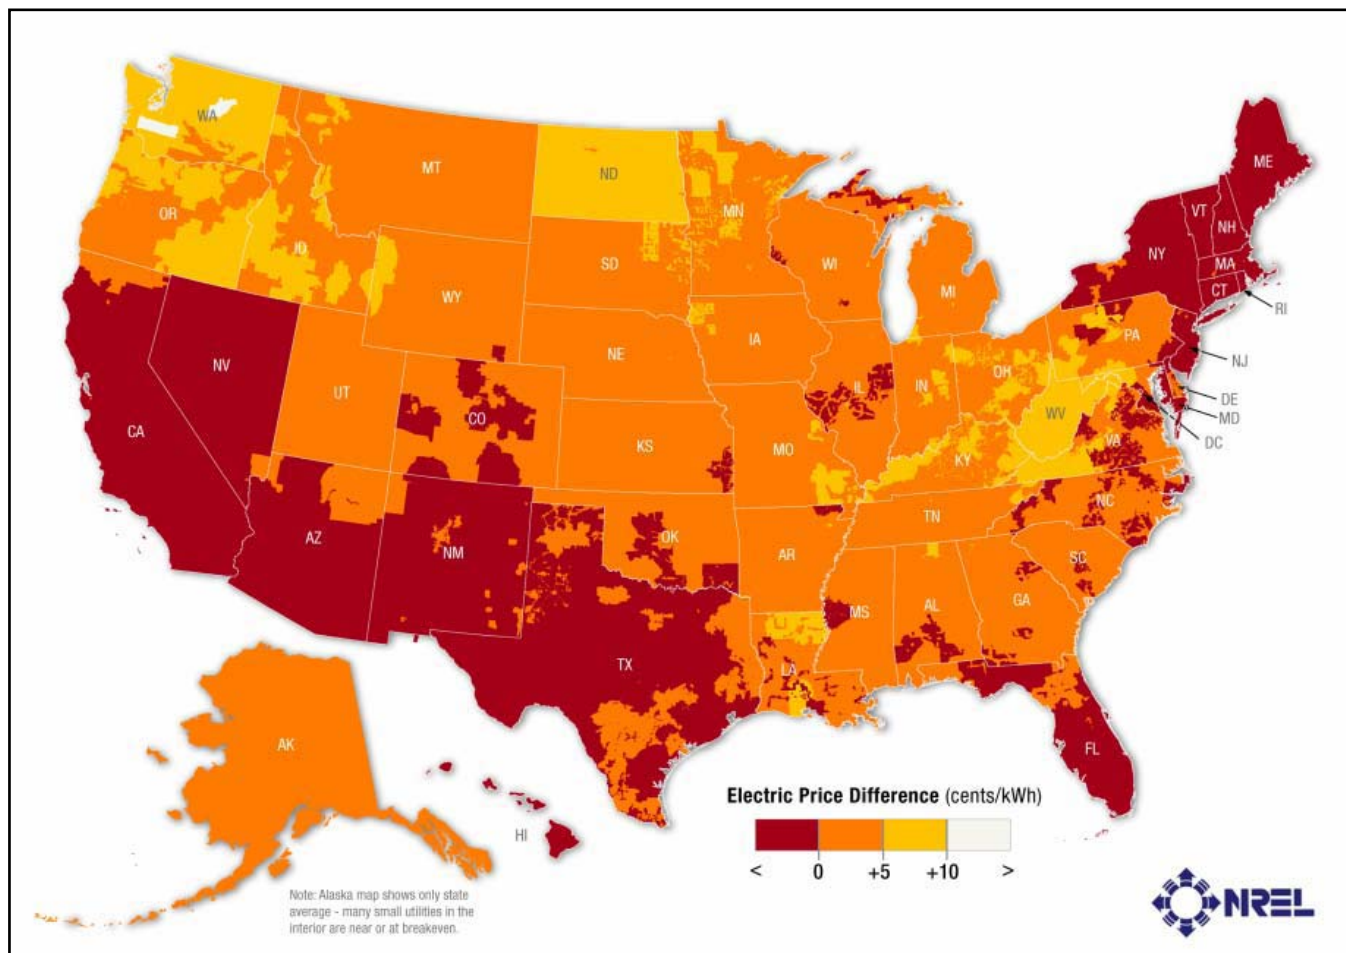 WA
MT
ND
MN
ME
VT
NH
OR
ID
SD
WI
NY
MA
WY
MI
CT
RI
IA
PA
NE
NV
NJ
UT
CO
IL
IN
OH
DE
WV
MD
CA
KS
MO
KY
VA
DC
NC
TN
AZ
NM
OK
AR
SC
MS
AL
GA
TX
LA
AK
FL
HI
Electric Price Difference (cents/kWh)
< 0 +5 +10 >
Note: Alaska map shows only state
average - many small utilities in the
interior are near or at breakeven.
NREL